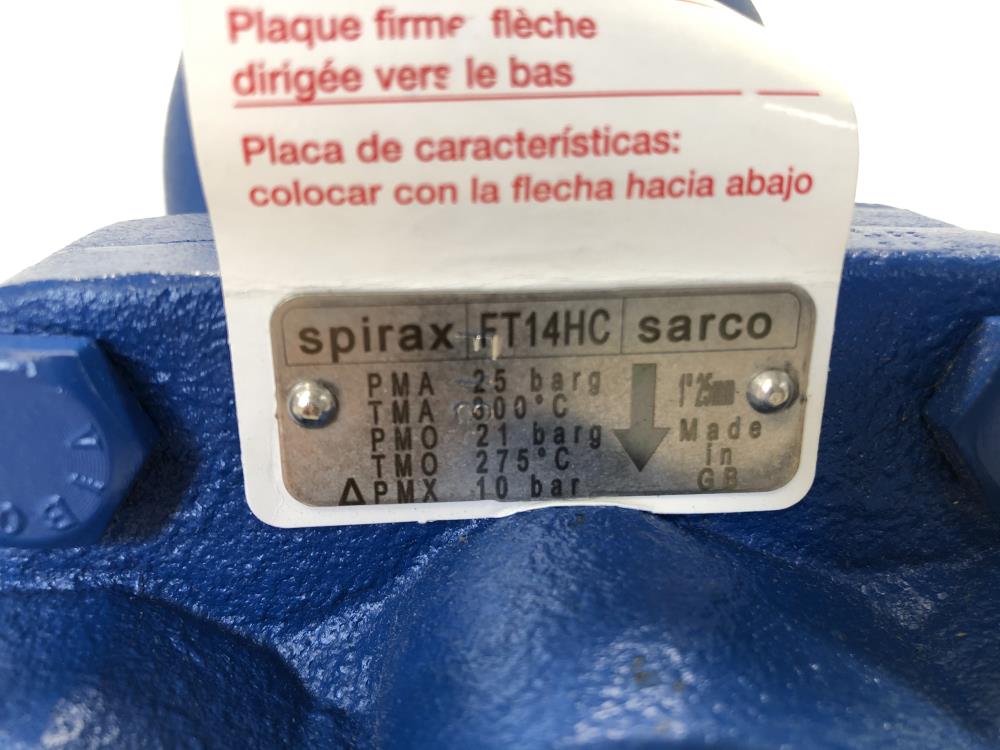 Plaque firme flèche
dirigée vers le bas
Placa de características:
colocar con la flecha hacia abajo
spirax FT14HC sarco
PMA 25 barg 1" 25mm
TMA 300°C
PMO 21 barg Made
TMO 275°C in
ΔPMX 10 bar GB